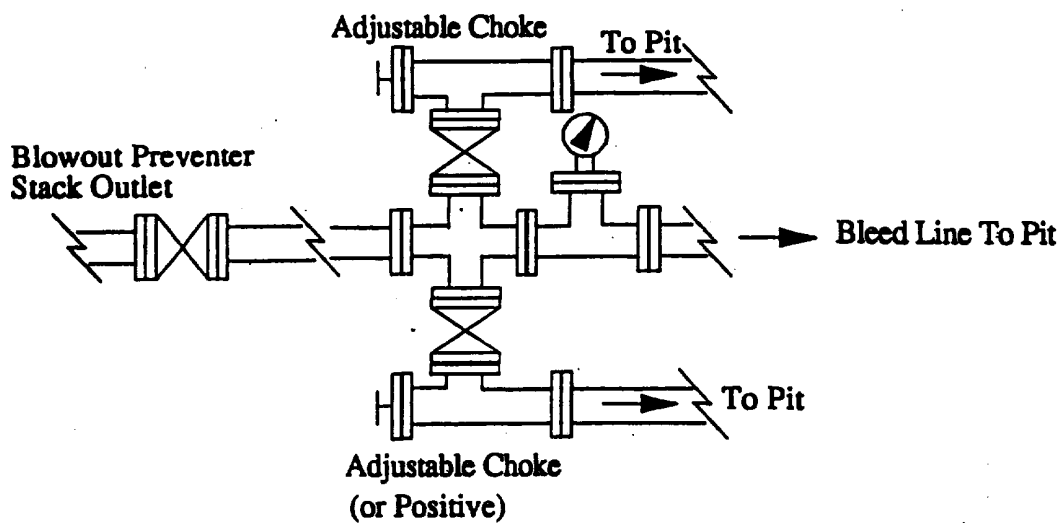 Adjustable Choke
To Pit
Blowout Preventer
Stack Outlet
Bleed Line To Pit
To Pit
Adjustable Choke
(or Positive)